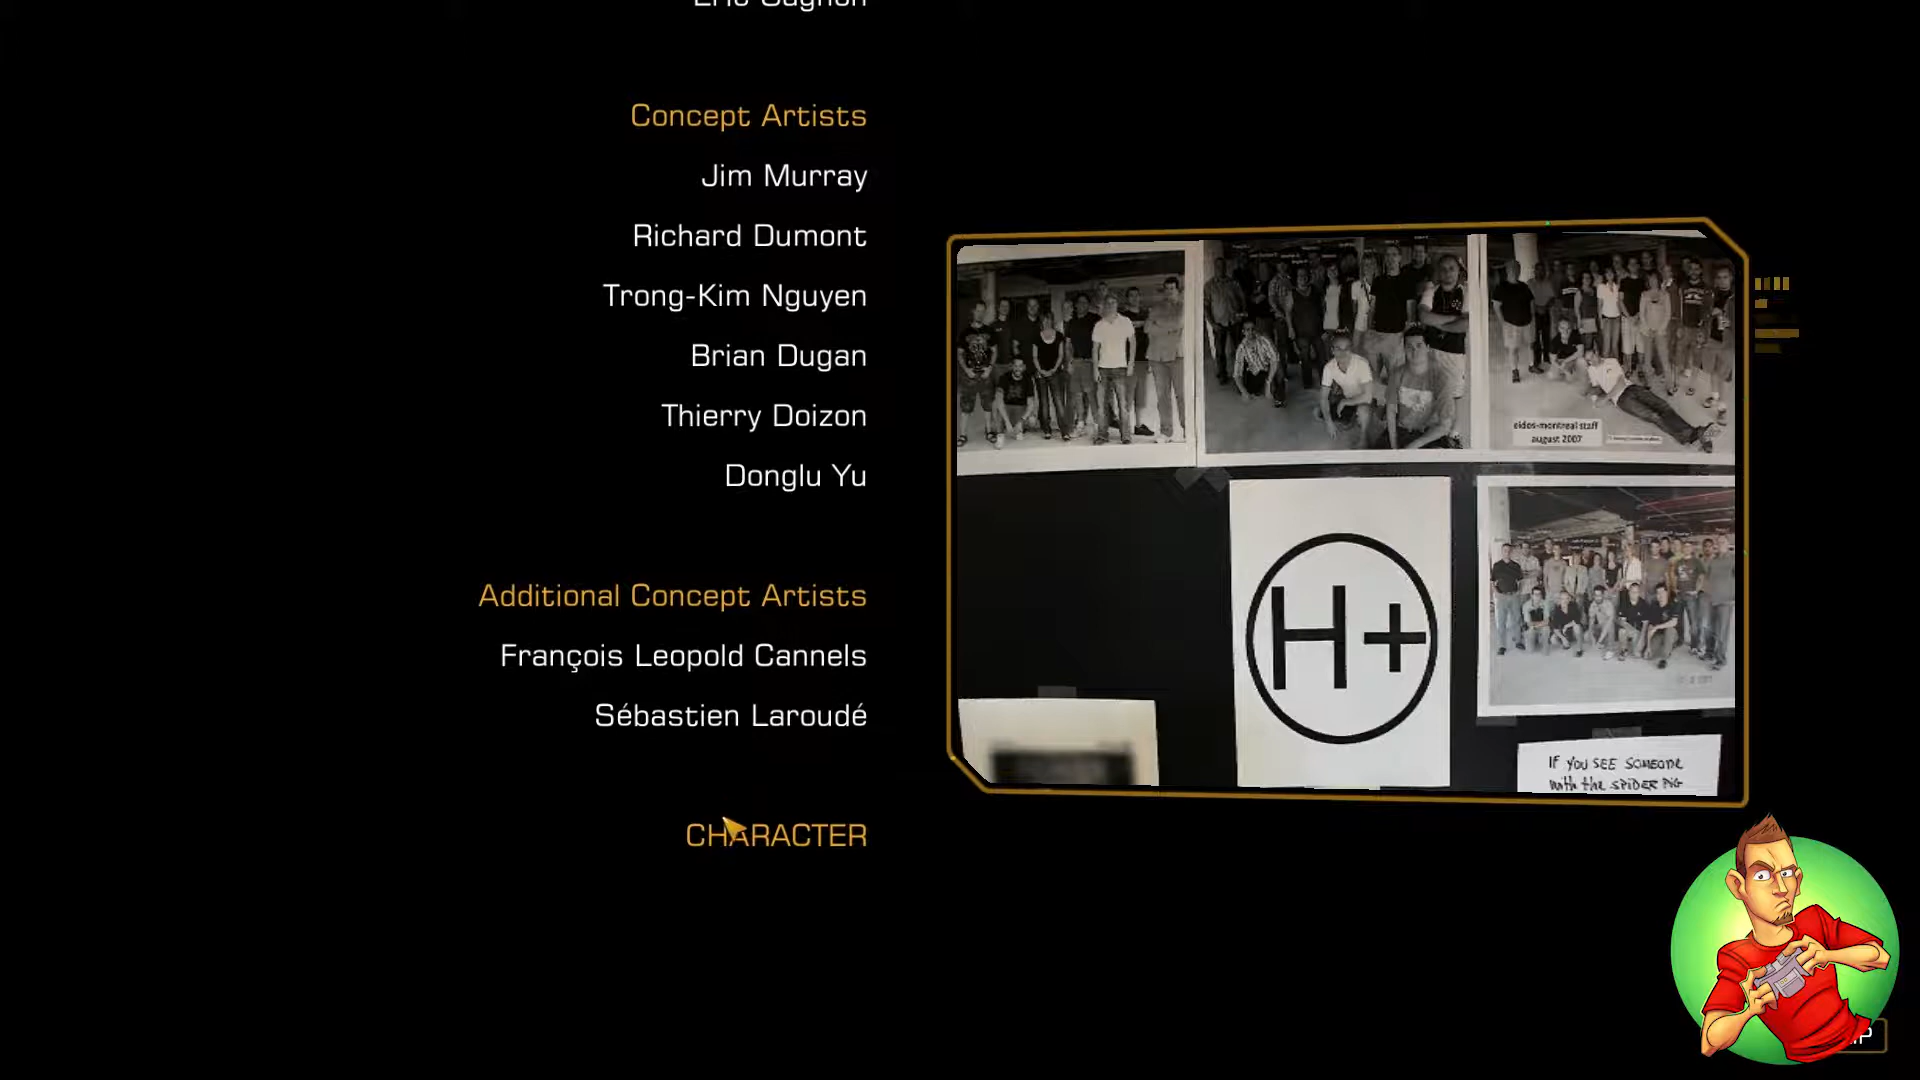 Concept Artists
Jim Murray
Richard Dumont
Trong-Kim Nguyen
Brian Dugan
Thierry Doizon
Donglu Yu
Additional Concept Artists
François Leopold Cannels
Sébastien Laroudé
CHARACTER
eidos-montreal staff
august 2007
H+
IF YOU SEE SOMEONE
with the SPIDER PIG